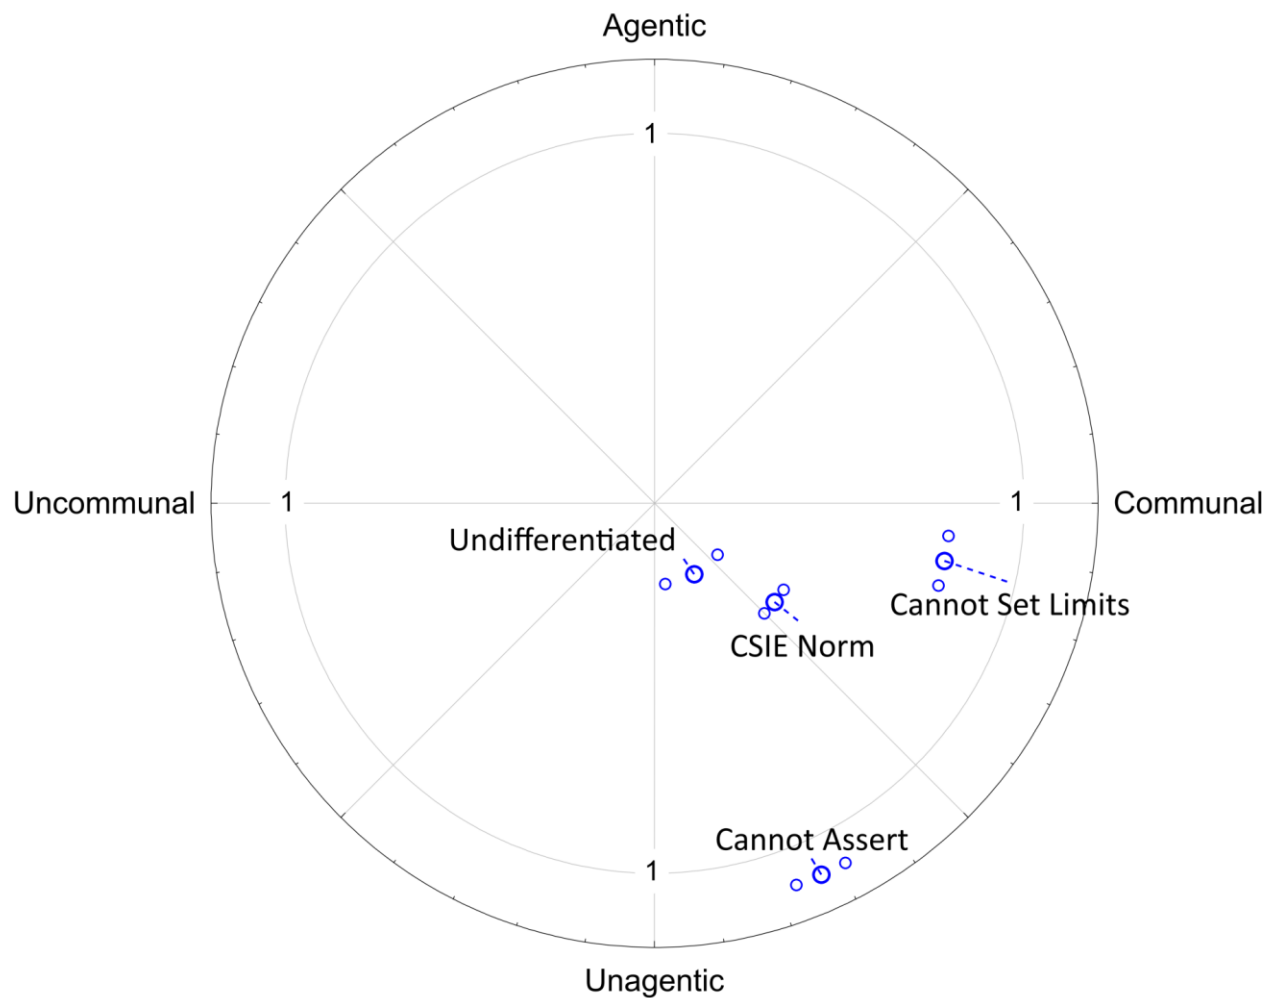 Agentic
1
Uncommunal
1
1
Communal
Undifferentiated
Cannot Set Limits
CSIE Norm
Cannot Assert
1
Unagentic